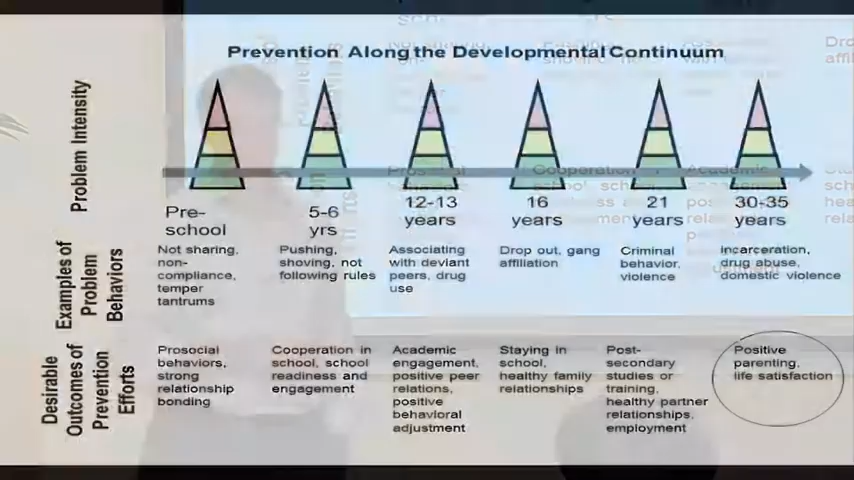 Prevention Along the Developmental Continuum
Problem Intensity
Pre-
school
5-6
yrs
12-13
years
16
years
21
years
30-35
years
Examples of
Problem
Behaviors
Not sharing,
non-
compliance,
temper
tantrums
Pushing,
shoving, not
following rules
Associating
with deviant
peers, drug
use
Drop out, gang
affiliation
Criminal
behavior,
violence
Incarceration,
drug abuse,
domestic violence
Desirable
Outcomes of
Prevention
Efforts
Prosocial
behaviors,
strong
relationship
bonding
Cooperation in
school, school
readiness and
engagement
Academic
engagement,
positive peer
relations,
positive
behavioral
adjustment
Staying in
school,
healthy family
relationships
Post-
secondary
studies or
training,
healthy partner
relationships,
employment
Positive
parenting,
life satisfaction